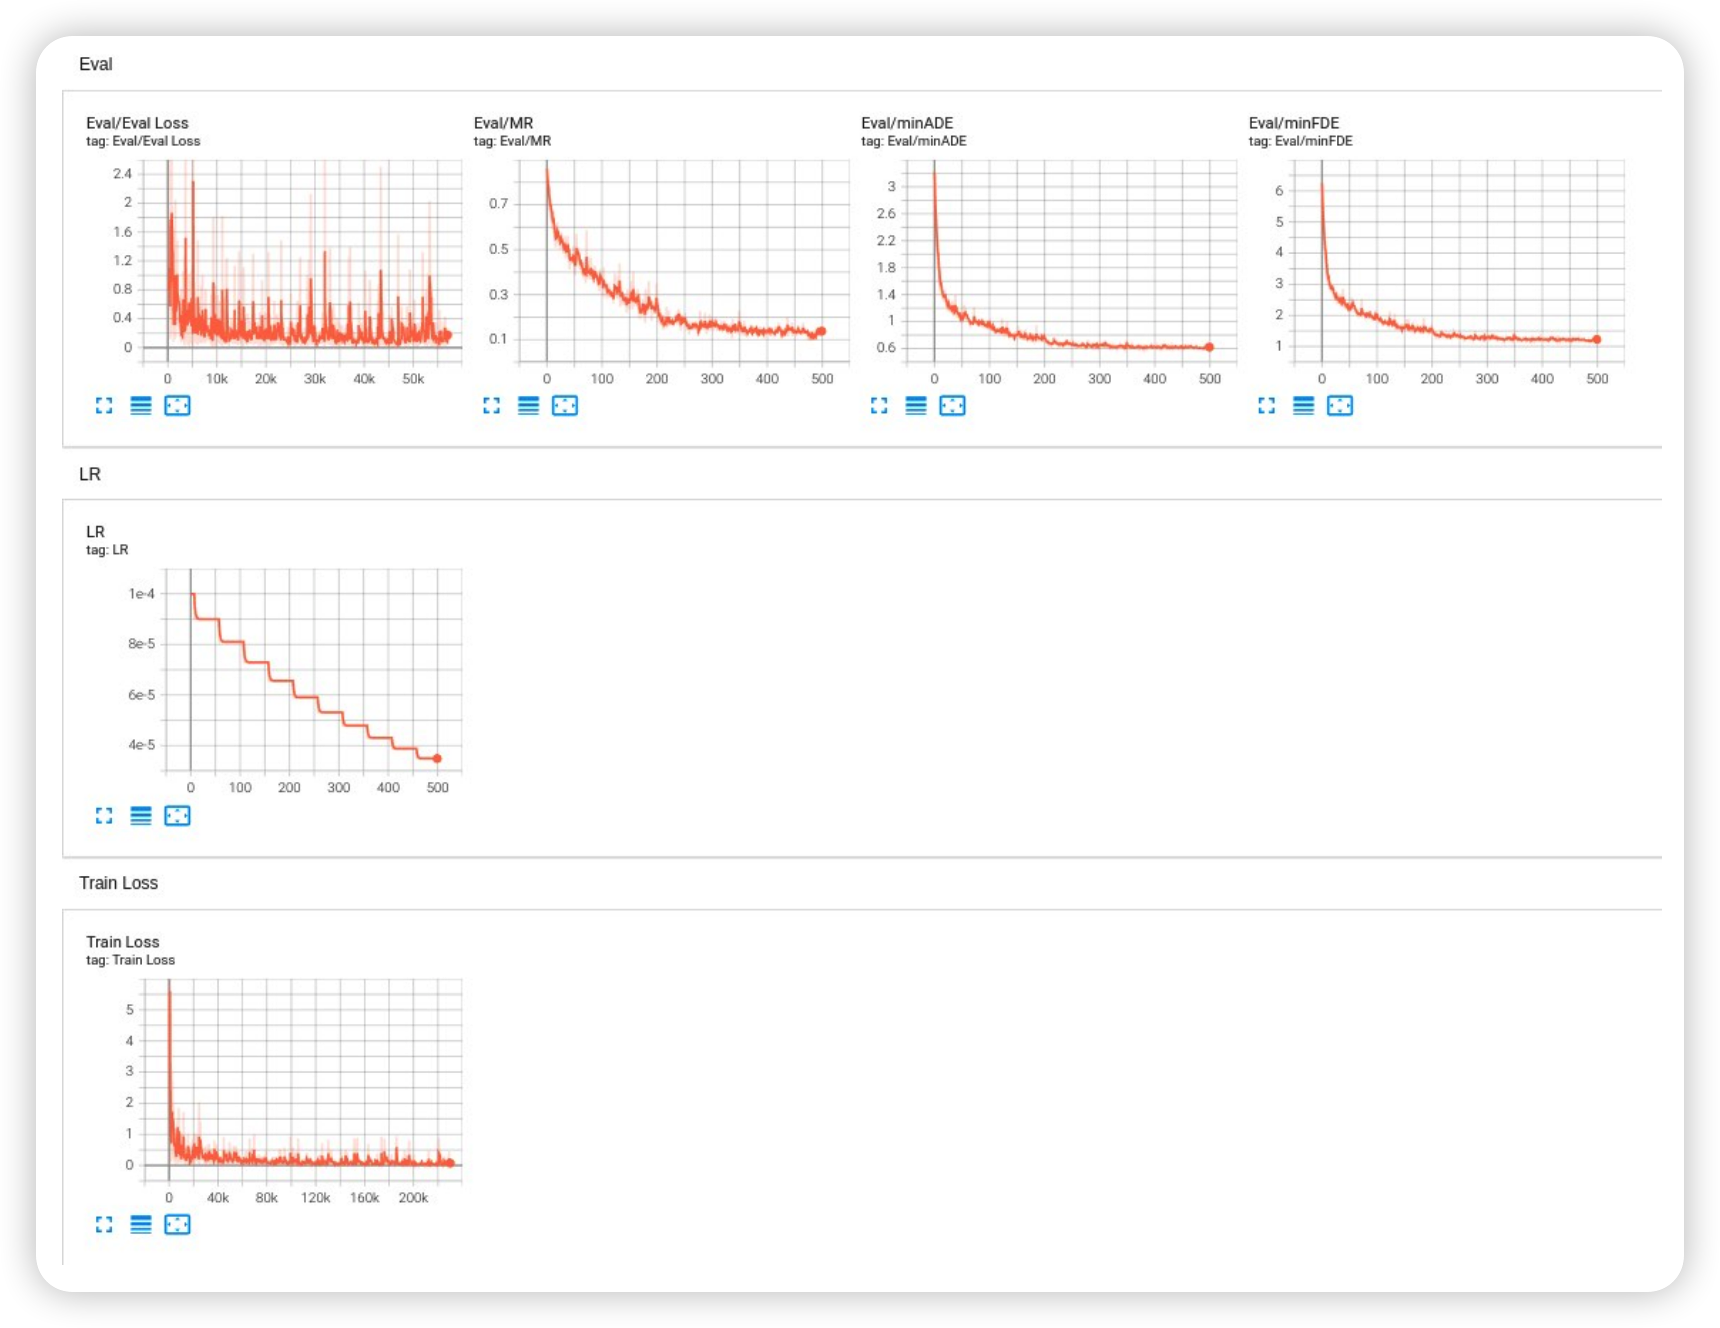 Eval
Eval/Eval Loss
tag: Eval/Eval Loss
2.4
2
1.6
1.2
0.8
0.4
0
0 10k 20k 30k 40k 50k
Eval/MR
tag: Eval/MR
0.7
0.5
0.3
0.1
0 100 200 300 400 500
Eval/minADE
tag: Eval/minADE
3
2.6
2.2
1.8
1.4
1
0.6
0 100 200 300 400 500
Eval/minFDE
tag: Eval/minFDE
6
5
4
3
2
1
0 100 200 300 400 500
LR
LR
tag: LR
1e-4
8e-5
6e-5
4e-5
0 100 200 300 400 500
Train Loss
Train Loss
tag: Train Loss
5
4
3
2
1
0
0 40k 80k 120k 160k 200k